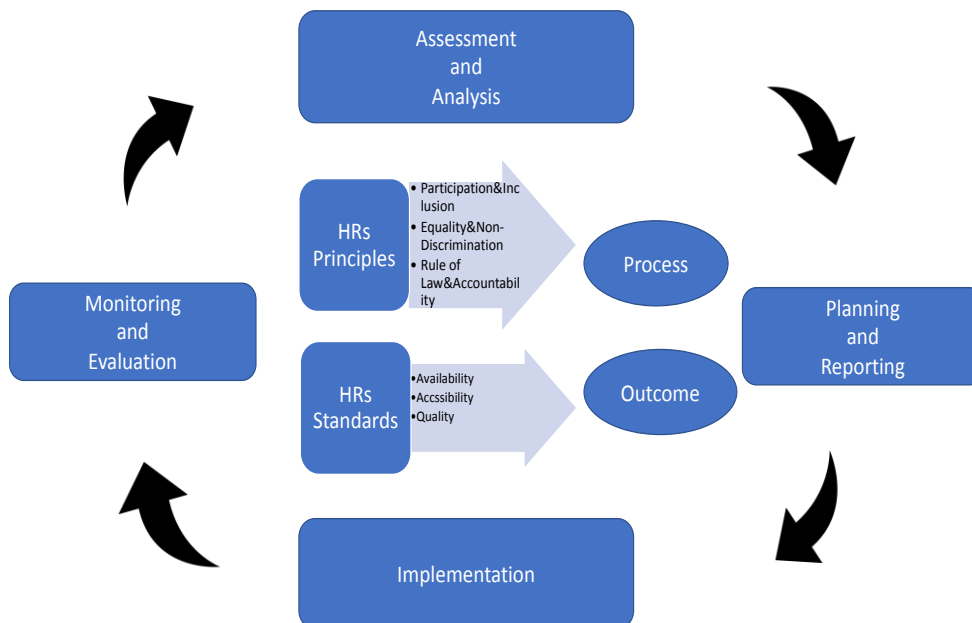 Assessment
and
Analysis
HRs
Principles
• Participation&Inc
lusion
• Equality&Non-
Discrimination
• Rule of
Law&Accountabil
ity
Process
Monitoring
and
Evaluation
Planning
and
Reporting
HRs
Standards
•Availability
•Accssibility
•Quality
Outcome
Implementation